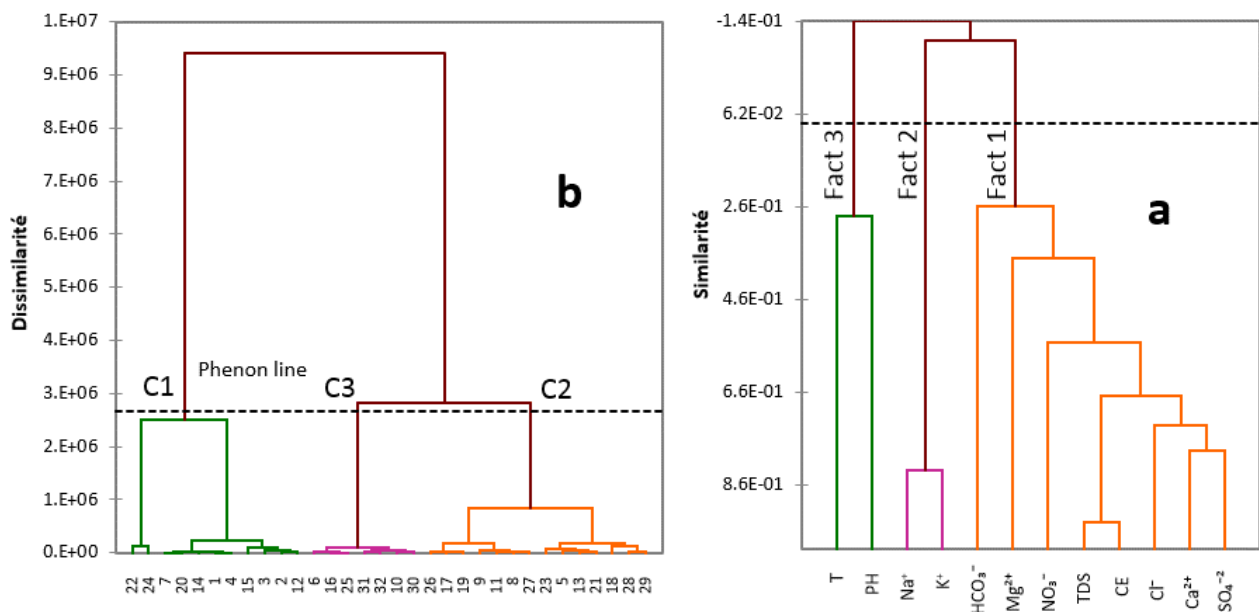 1.E+07
9.E+06
8.E+06
7.E+06
6.E+06
5.E+06
4.E+06
3.E+06
2.E+06
1.E+06
0.E+00
Dissimilarité
b
Phenon line
C1
C3
C2
22 24 7 20 14 1 4 15 3 2 12 6 16 25 31 32 10 30 26 17 19 9 11 8 27 23 5 13 21 18 28 29
-1.4E-01
6.2E-02
2.6E-01
4.6E-01
6.6E-01
8.6E-01
Similarité
a
Fact 3
Fact 2
Fact 1
T PH Na⁺ K⁺ HCO₃⁻ Mg²⁺ NO₃⁻ TDS CE Cl⁻ Ca²⁺ SO₄⁻²